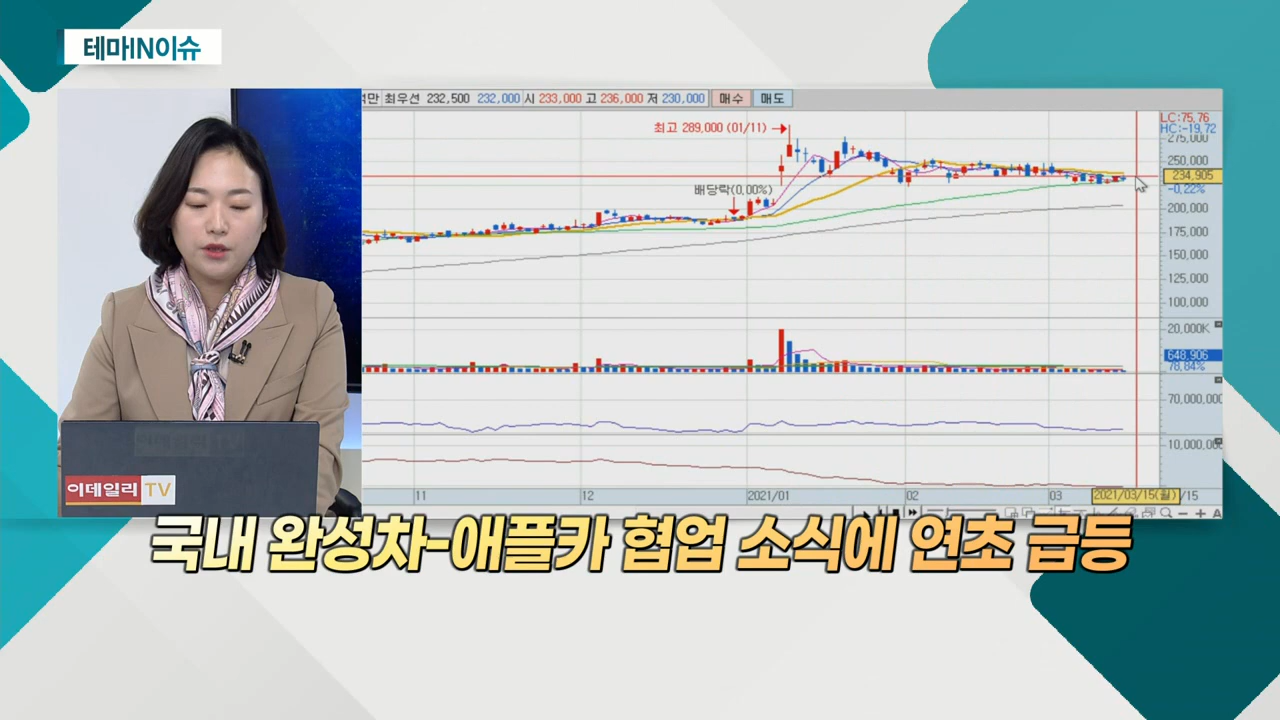 테마IN이슈
최우선 232,500 232,000 시 233,000 고 236,000 저 230,000 매수 매도
최고 289,000 (01/11)
배당락(0.00%)
LC:75.76
HC:-19.72
275,000
250,000
234,905
-0.22%
200,000
175,000
150,000
125,000
100,000
20,000K
648,906
78.84%
70,000,000
10,000,000
11 12 2021/01 02 03 2021/03/15(월) /15
이데일리 TV
국내 완성차-애플카 협업 소식에 연초 급등